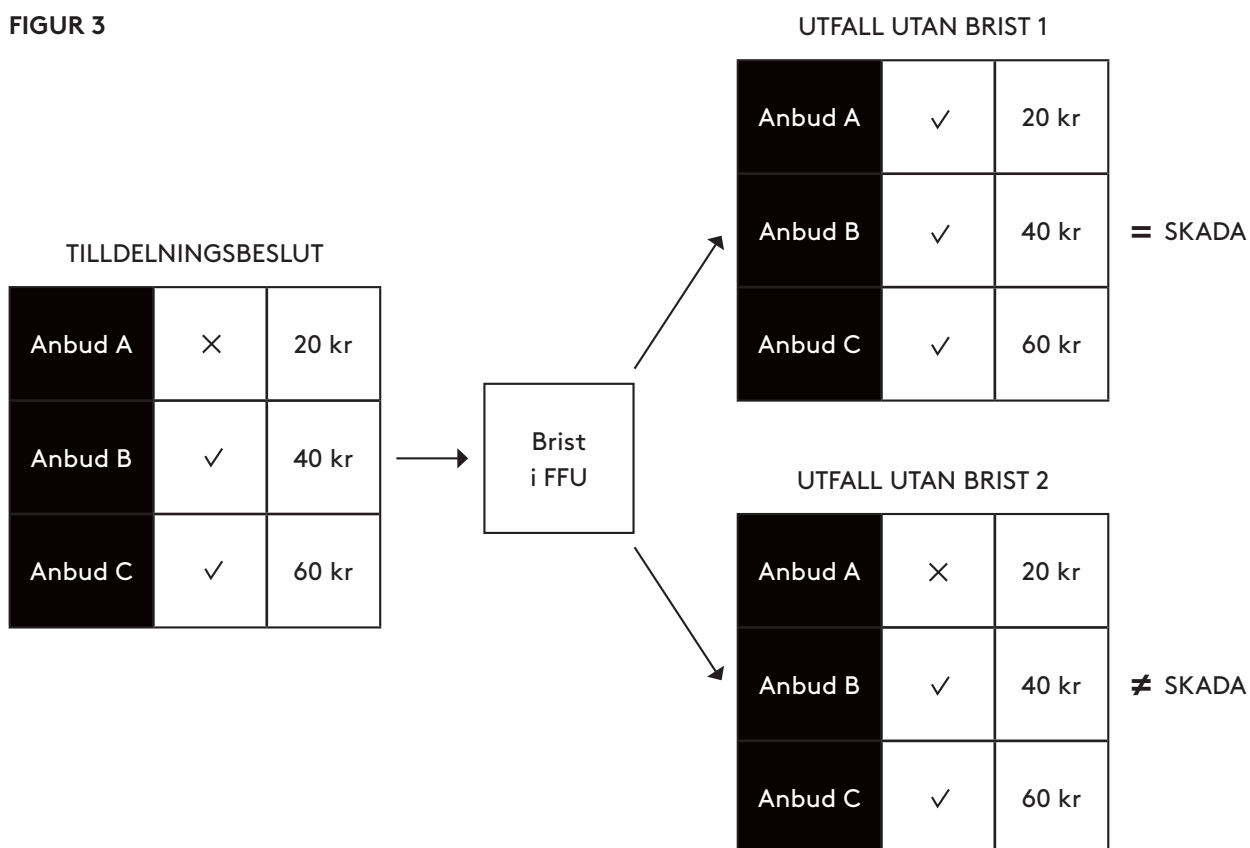 FIGUR 3
TILLDELNINGSBESLUT
Anbud A × 20 kr
Anbud B ✓ 40 kr
Anbud C ✓ 60 kr
Brist
i FFU
UTFALL UTAN BRIST 1
Anbud A ✓ 20 kr
Anbud B ✓ 40 kr
= SKADA
Anbud C ✓ 60 kr
UTFALL UTAN BRIST 2
Anbud A × 20 kr
Anbud B ✓ 40 kr
≠ SKADA
Anbud C ✓ 60 kr